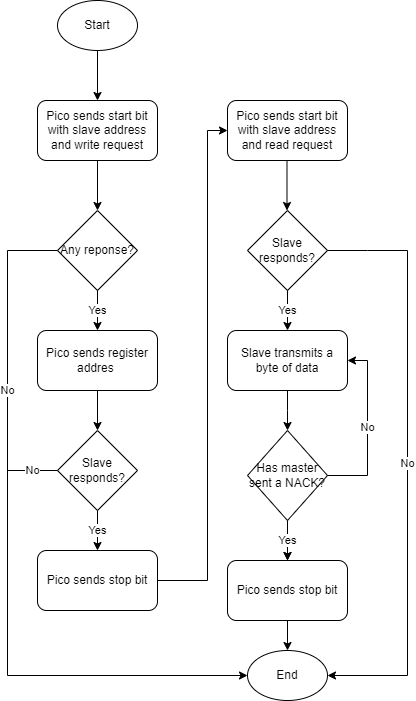 Start
Pico sends start bit
with slave address
and write request
Any reponse?
Yes
No
Pico sends register
addres
Slave
responds?
No
Yes
Pico sends stop bit
Pico sends start bit
with slave address
and read request
Slave
responds?
Yes
No
Slave transmits a
byte of data
Has master
sent a NACK?
No
Yes
Pico sends stop bit
End